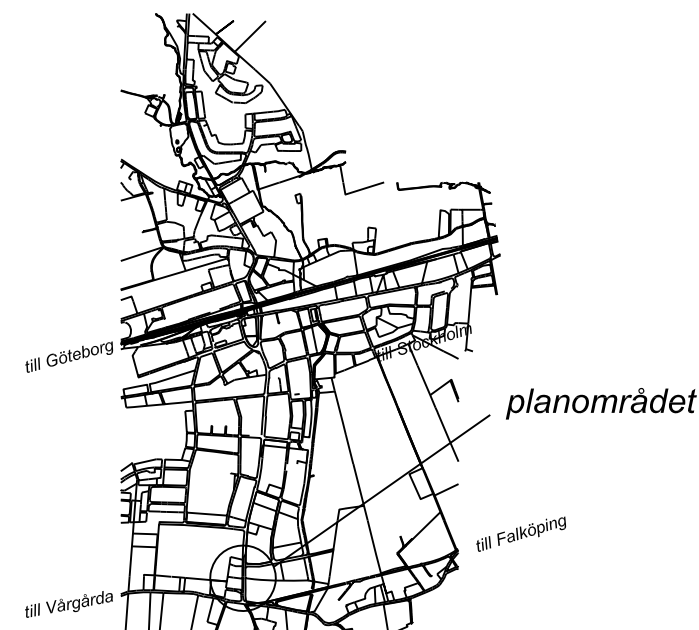 till Göteborg
till Stockholm
planområdet
till Falköping
till Vårgårda